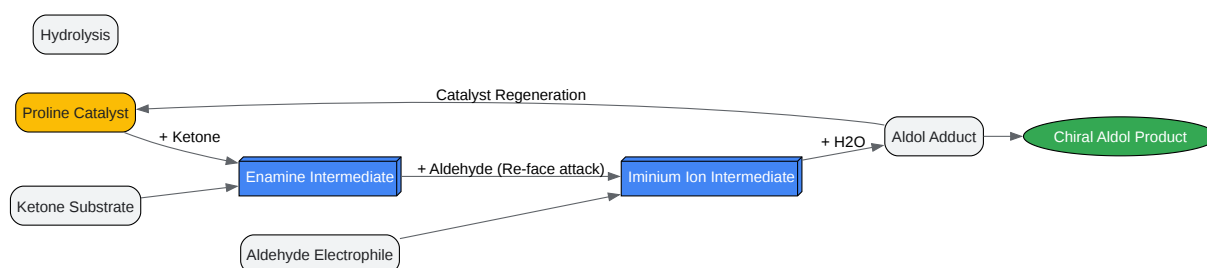 Hydrolysis
Catalyst Regeneration
Proline Catalyst
+ Ketone
+ H2O
Aldol Adduct
Chiral Aldol Product
+ Aldehyde (Re-face attack)
Enamine Intermediate
Iminium Ion Intermediate
Ketone Substrate
Aldehyde Electrophile